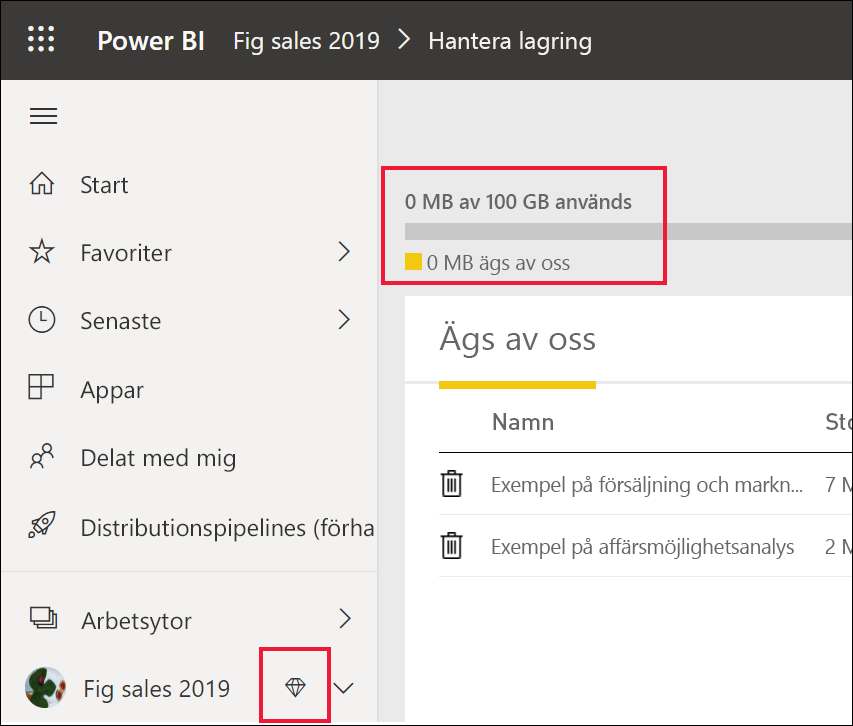 Power BI Fig sales 2019 > Hantera lagring
Start
Favoriter
Senaste
Appar
Delat med mig
Distributionspipelines (förha
Arbetsytor
Fig sales 2019
0 MB av 100 GB används
0 MB ägs av oss
Ägs av oss
Namn Sto
Exempel på försäljning och markn... 7 M
Exempel på affärsmöjlighetsanalys 2 M